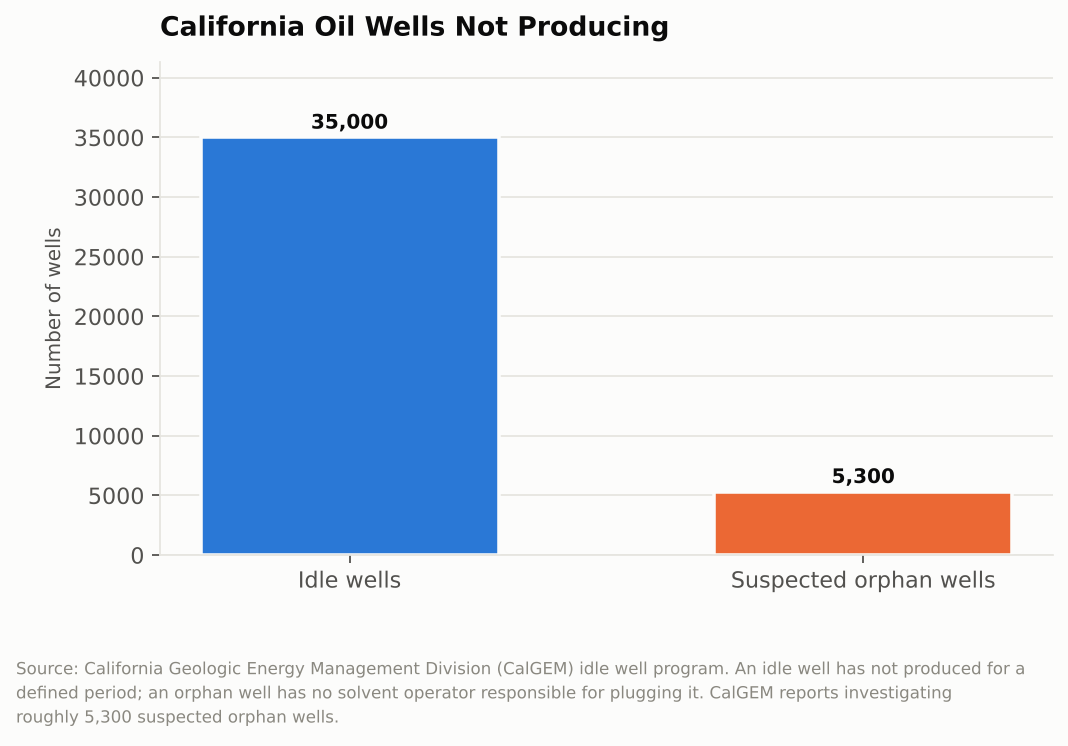 California Oil Wells Not Producing
40000
35000
30000
25000
20000
15000
10000
5000
0
Number of wells
35,000
5,300
Idle wells
Suspected orphan wells
Source: California Geologic Energy Management Division (CalGEM) idle well program. An idle well has not produced for a
defined period; an orphan well has no solvent operator responsible for plugging it. CalGEM reports investigating
roughly 5,300 suspected orphan wells.